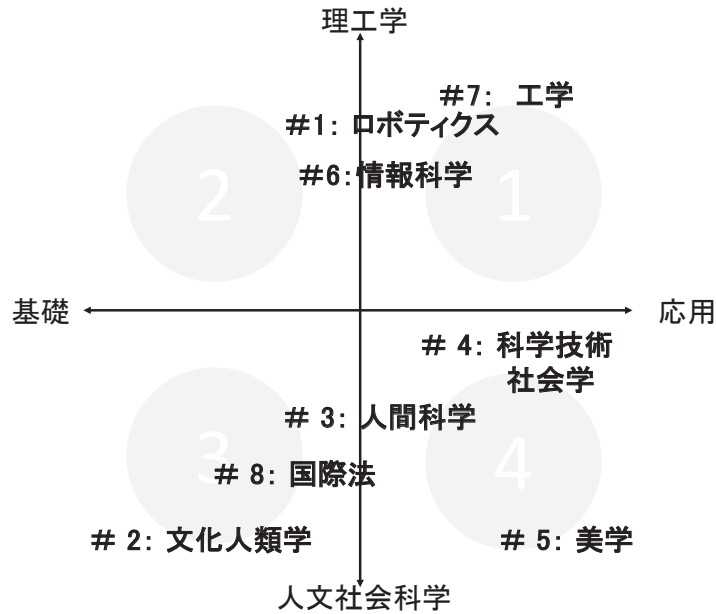 理工学
#7: 工学
#1: ロボティクス
#6:情報科学
2
1
基礎
応用
# 4: 科学技術
社会学
# 3: 人間科学
3
4
# 8: 国際法
# 2: 文化人類学
# 5: 美学
人文社会科学